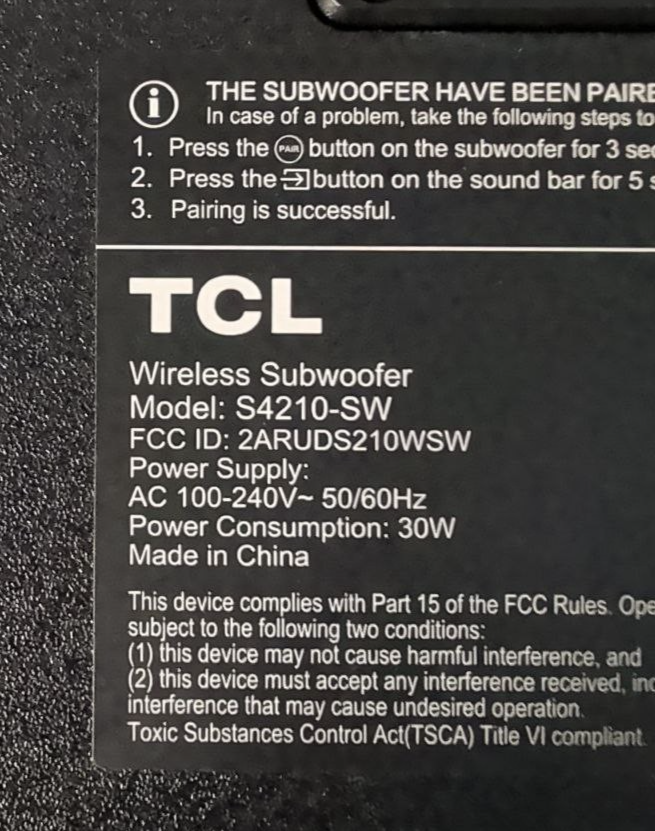 THE SUBWOOFER HAVE BEEN PAIRE
In case of a problem, take the following steps to
1. Press the PAIR button on the subwoofer for 3 sec
2. Press the button on the sound bar for 5 s
3. Pairing is successful.
TCL
Wireless Subwoofer
Model: S4210-SW
FCC ID: 2ARUDS210WSW
Power Supply:
AC 100-240V~ 50/60Hz
Power Consumption: 30W
Made in China
This device complies with Part 15 of the FCC Rules. Ope
subject to the following two conditions:
(1) this device may not cause harmful interference, and
(2) this device must accept any interference received, inc
interference that may cause undesired operation.
Toxic Substances Control Act(TSCA) Title VI compliant.